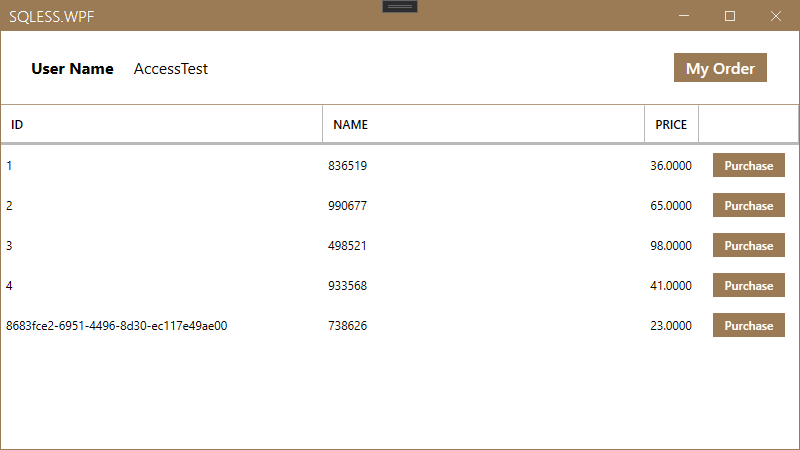 SQLESS.WPF
User Name AccessTest My Order
ID NAME PRICE
1 836519 36.0000 Purchase
2 990677 65.0000 Purchase
3 498521 98.0000 Purchase
4 933568 41.0000 Purchase
8683fce2-6951-4496-8d30-ec117e49ae00 738626 23.0000 Purchase